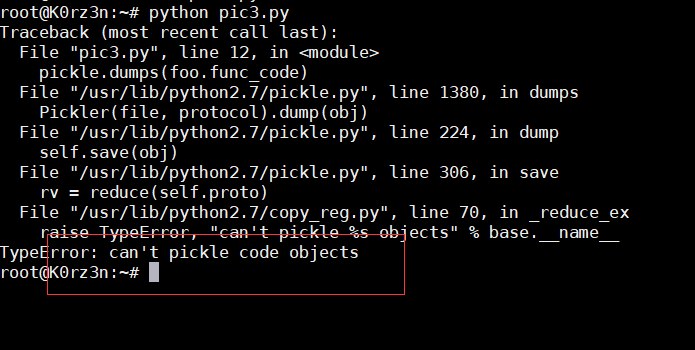 root@K0rz3n:~# python pic3.py
Traceback (most recent call last):
  File "pic3.py", line 12, in <module>
    pickle.dumps(foo.func_code)
  File "/usr/lib/python2.7/pickle.py", line 1380, in dumps
    Pickler(file, protocol).dump(obj)
  File "/usr/lib/python2.7/pickle.py", line 224, in dump
    self.save(obj)
  File "/usr/lib/python2.7/pickle.py", line 306, in save
    rv = reduce(self.proto)
  File "/usr/lib/python2.7/copy_reg.py", line 70, in _reduce_ex
    raise TypeError, "can't pickle %s objects" % base.__name__
TypeError: can't pickle code objects
root@K0rz3n:~#